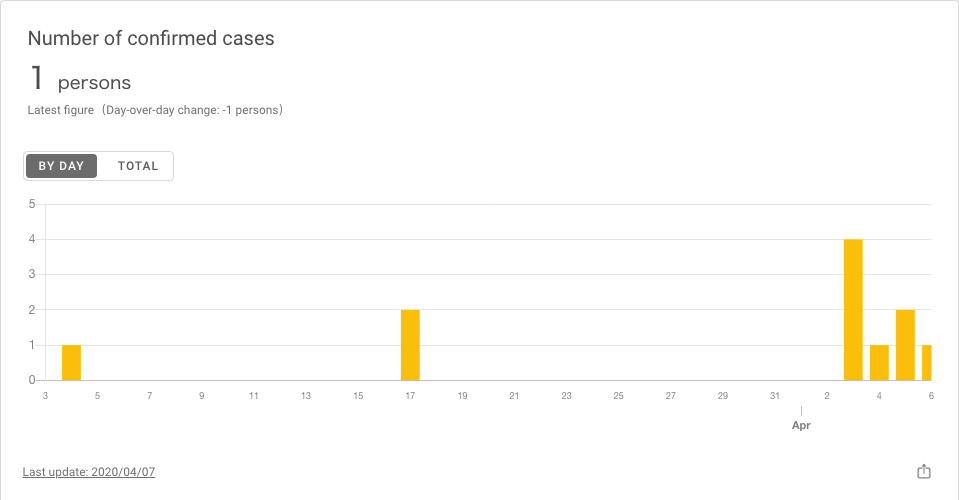 Number of confirmed cases
1 persons
Latest figure（Day-over-day change: -1 persons）
BY DAY TOTAL
5
4
3
2
1
0
3 5 7 9 11 13 15 17 19 21 23 25 27 29 31 2 4 6
Apr
Last update: 2020/04/07